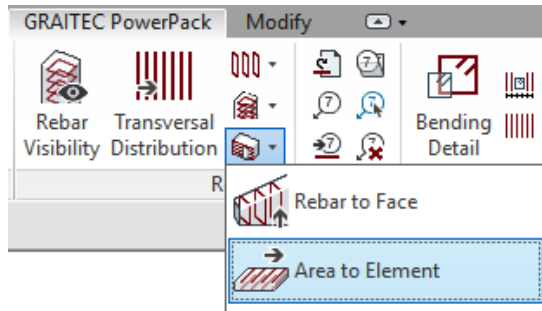 GRAITEC PowerPack Modify
Rebar Visibility
Transversal Distribution
Bending Detail
R
Rebar to Face
Area to Element